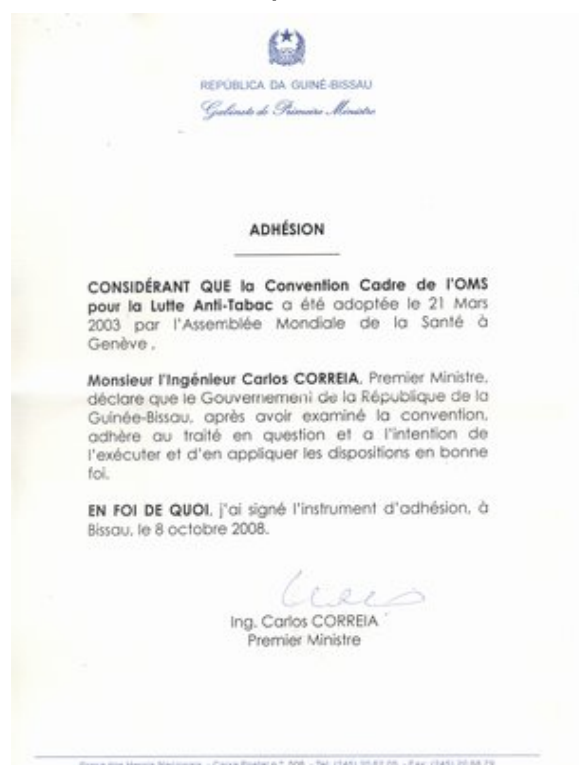 REPÚBLICA DA GUINÉ-BISSAU
Gabinete do Primeiro Ministro
ADHÉSION
CONSIDÉRANT QUE la Convention Cadre de l'OMS
pour la Lutte Anti-Tabac a été adoptée le 21 Mars
2003 par l'Assemblée Mondiale de la Santé à
Genève .
Monsieur l'Ingénieur Carlos CORREIA, Premier Ministre,
déclare que le Gouvernement de la République de la
Guinée-Bissau, après avoir examiné la convention,
adhère au traité en question et a l'intention de
l'exécuter et d'en appliquer les dispositions en bonne
foi.
EN FOI DE QUOI, j'ai signé l'instrument d'adhésion, à
Bissau, le 8 octobre 2008.
Ing. Carlos CORREIA
Premier Ministre